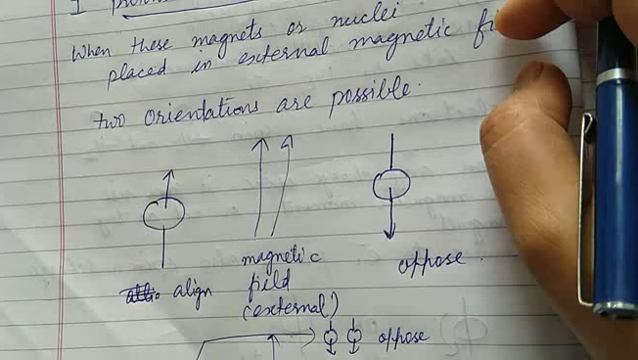 When these magnets or nuclei
placed in external magnetic
two orientations are possible.
magnetic
field
(external)
align
oppose.
oppose